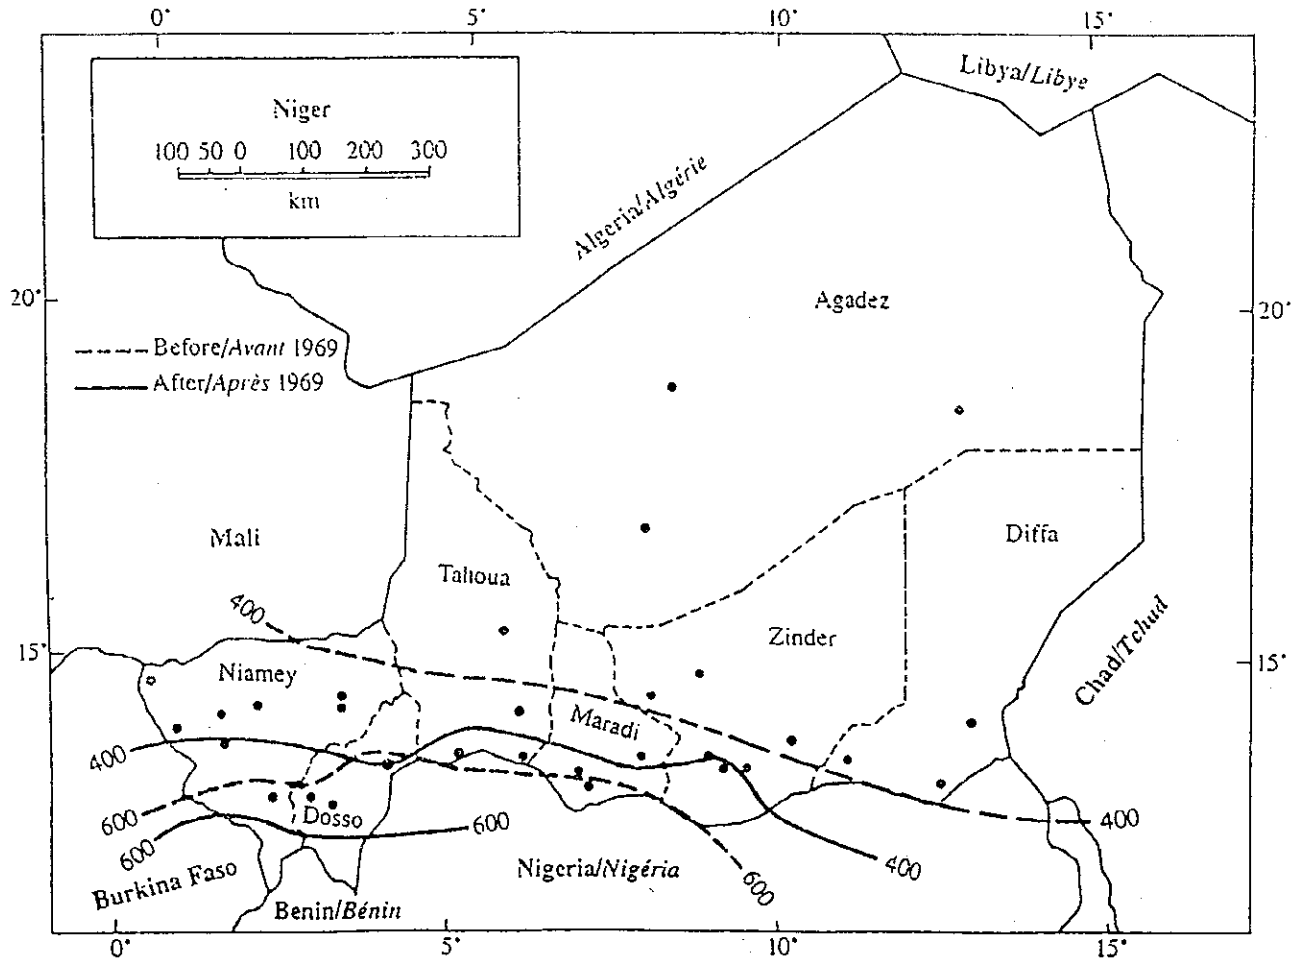 0° 5° 10° 15°
Libya/Libye
Niger
100 50 0 100 200 300
km
Algeria/Algérie
20° Agadez 20°
Before/Avant 1969
After/Après 1969
Mali
Diffa
Tahoua
400
Zinder
15° 15°
Niamey
Chad/Tchad
Maradi
400
600
Dosso
600
400
600
Nigeria/Nigéria
400
600
Burkina Faso
Benin/Bénin
0° 5° 10° 15°